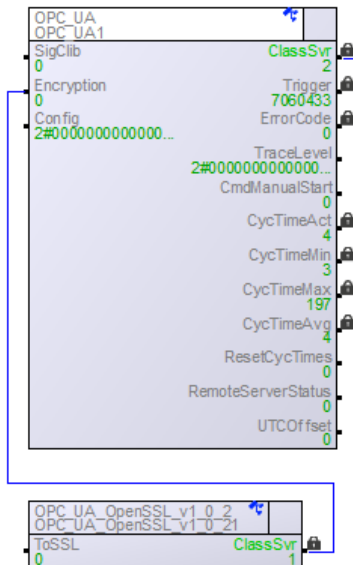 OPC_UA
OPC_UA1
SigClib
0
ClassSvr
2
Encryption
0
Trigger
7060433
Config
2#0000000000000...
ErrorCode
0
TraceLevel
2#0000000000000...
CmdManualStart
0
CycTimeAct
4
CycTimeMin
3
CycTimeMax
197
CycTimeAvg
4
ResetCycTimes
0
RemoteServerStatus
0
UTCOffset
0
OPC_UA_OpenSSL_v1_0_2
OPC_UA_OpenSSL_v1_0_21
ToSSL
0
ClassSvr
1